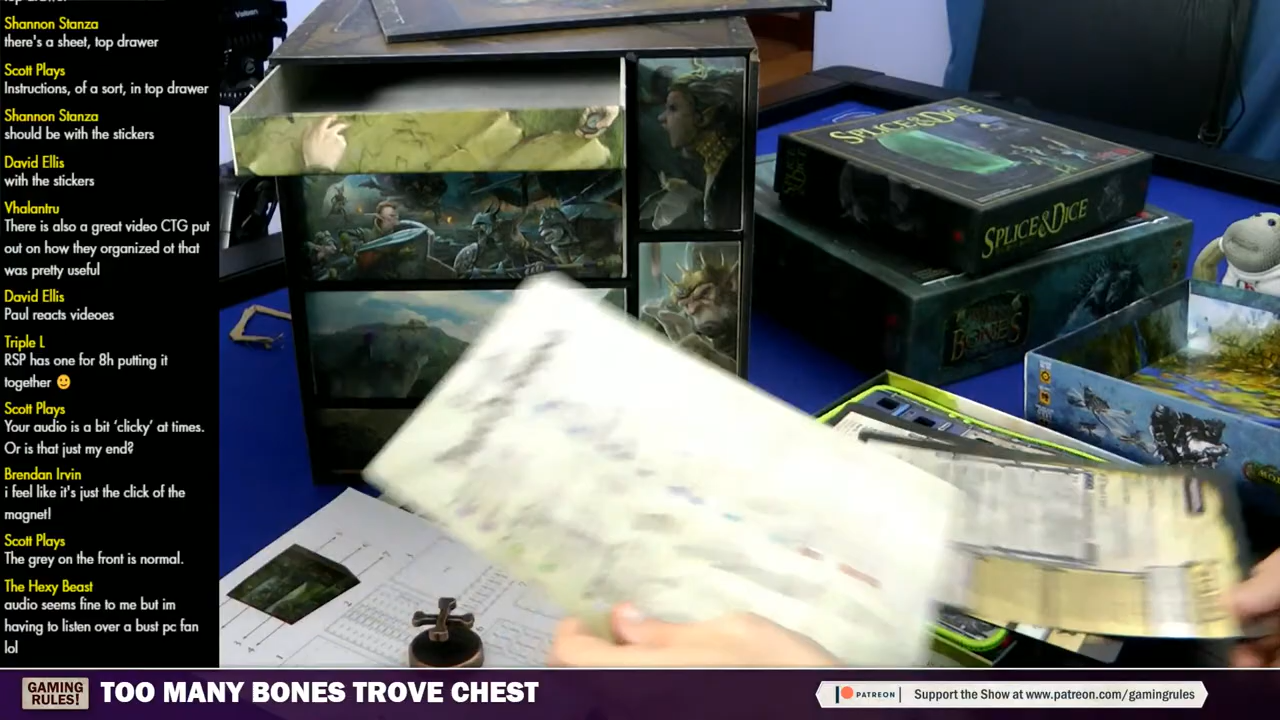 top drawer
Shannon Stanza
there's a sheet, top drawer
Scott Plays
Instructions, of a sort, in top drawer
Shannon Stanza
should be with the stickers
David Ellis
with the stickers
Vhalantru
There is also a great video CTG put
out on how they organized ot that
was pretty useful
David Ellis
Paul reacts videoes
Triple L
RSP has one for 8h putting it
together
Scott Plays
Your audio is a bit 'clicky' at times.
Or is that just my end?
Brendan Irvin
i feel like it's just the click of the
magnet!
Scott Plays
The grey on the front is normal.
The Hexy Beast
audio seems fine to me but im
having to listen over a bust pc fan
lol
SPLICE & DICE
SPLICE & DICE
BONES
GAMING
RULES!
TOO MANY BONES TROVE CHEST
PATREON
Support the Show at www.patreon.com/gamingrules